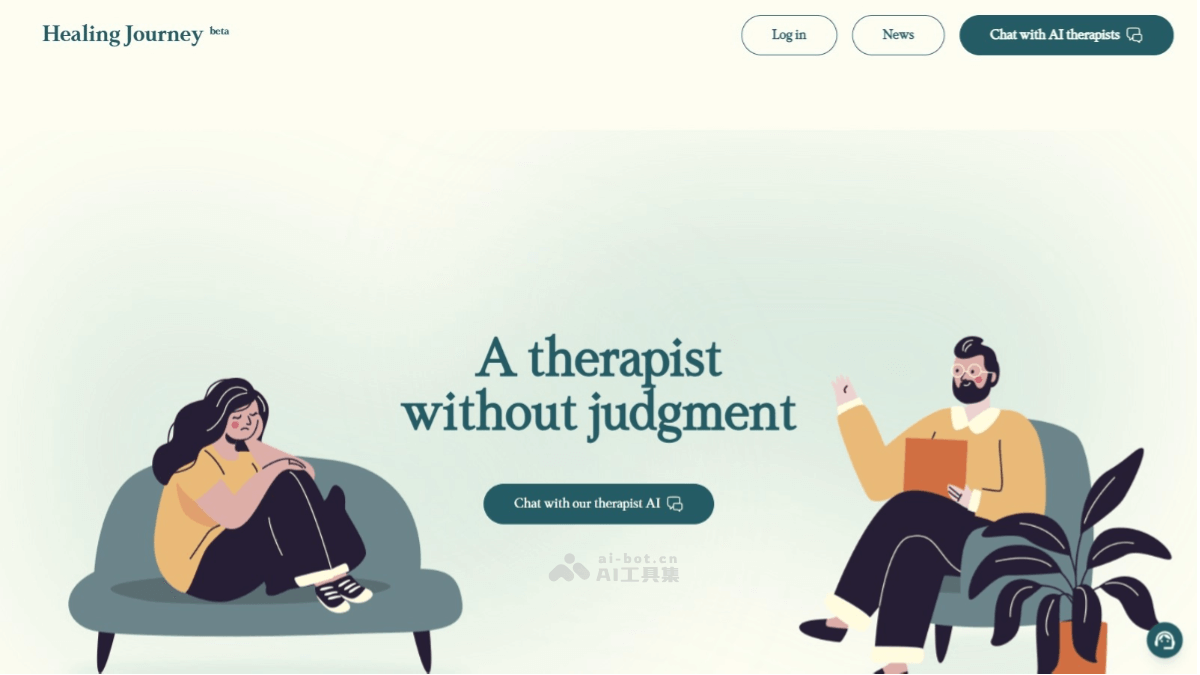 Healing Journey beta
Log in
News
Chat with AI therapists
A therapist
without judgment
Chat with our therapist AI
ai-bot.cn
AI工具集